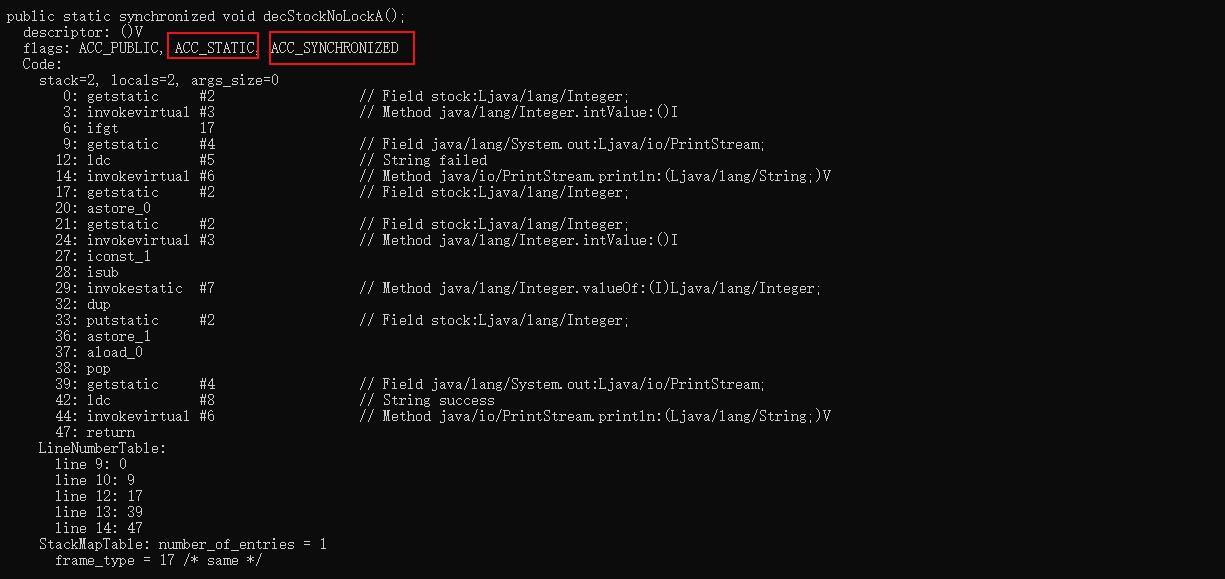 public static synchronized void decStockNoLockA();
descriptor: ()V
flags: ACC_PUBLIC, ACC_STATIC, ACC_SYNCHRONIZED
Code:
stack=2, locals=2, args_size=0
0: getstatic #2 // Field stock:Ljava/lang/Integer;
3: invokevirtual #3 // Method java/lang/Integer.intValue:()I
6: ifgt 17
9: getstatic #4 // Field java/lang/System.out:Ljava/io/PrintStream;
12: ldc #5 // String failed
14: invokevirtual #6 // Method java/io/PrintStream.println:(Ljava/lang/String;)V
17: getstatic #2 // Field stock:Ljava/lang/Integer;
20: astore_0
21: getstatic #2 // Field stock:Ljava/lang/Integer;
24: invokevirtual #3 // Method java/lang/Integer.intValue:()I
27: iconst_1
28: isub
29: invokestatic #7 // Method java/lang/Integer.valueOf:(I)Ljava/lang/Integer;
32: dup
33: putstatic #2 // Field stock:Ljava/lang/Integer;
36: astore_1
37: aload_0
38: pop
39: getstatic #4 // Field java/lang/System.out:Ljava/io/PrintStream;
42: ldc #8 // String success
44: invokevirtual #6 // Method java/io/PrintStream.println:(Ljava/lang/String;)V
47: return
LineNumberTable:
line 9: 0
line 10: 9
line 12: 17
line 13: 39
line 14: 47
StackMapTable: number_of_entries = 1
frame_type = 17 /* same */